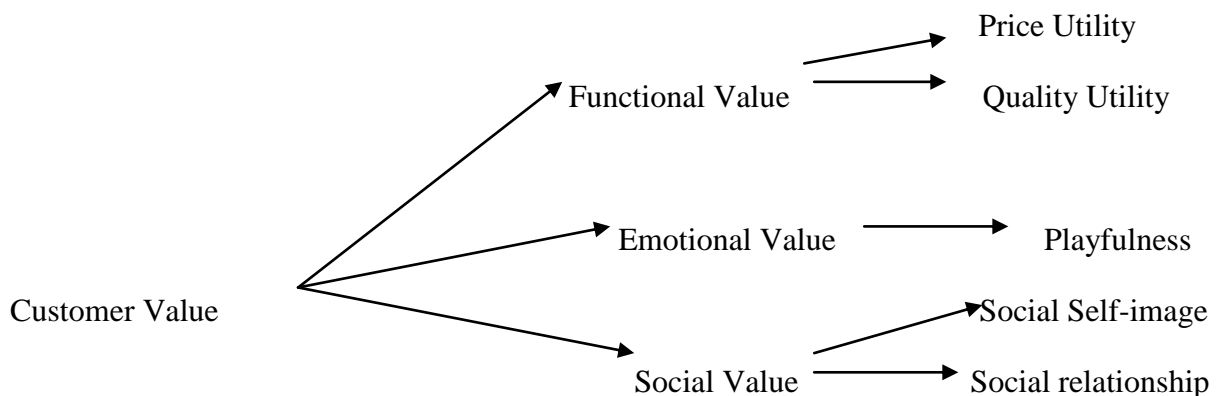 Price Utility
Functional Value
Quality Utility
Emotional Value
Playfulness
Customer Value
Social Self-image
Social Value
Social relationship